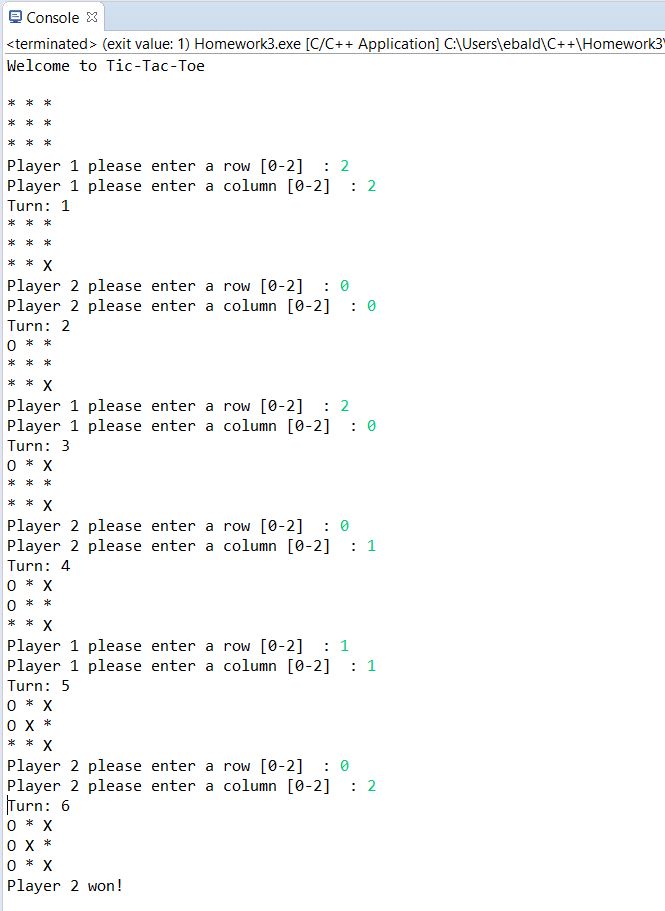 Console
<terminated> (exit value: 1) Homework3.exe [C/C++ Application] C:\Users\ebald\C++\Homework3\
Welcome to Tic-Tac-Toe
* * *
* * *
* * *
Player 1 please enter a row [0-2]  : 2
Player 1 please enter a column [0-2]  : 2
Turn: 1
* * *
* * *
* * X
Player 2 please enter a row [0-2]  : 0
Player 2 please enter a column [0-2]  : 0
Turn: 2
O * *
* * *
* * X
Player 1 please enter a row [0-2]  : 2
Player 1 please enter a column [0-2]  : 0
Turn: 3
O * X
* * *
* * X
Player 2 please enter a row [0-2]  : 0
Player 2 please enter a column [0-2]  : 1
Turn: 4
O * X
O * *
* * X
Player 1 please enter a row [0-2]  : 1
Player 1 please enter a column [0-2]  : 1
Turn: 5
O * X
O X *
* * X
Player 2 please enter a row [0-2]  : 0
Player 2 please enter a column [0-2]  : 2
Turn: 6
O * X
O X *
O * X
Player 2 won!